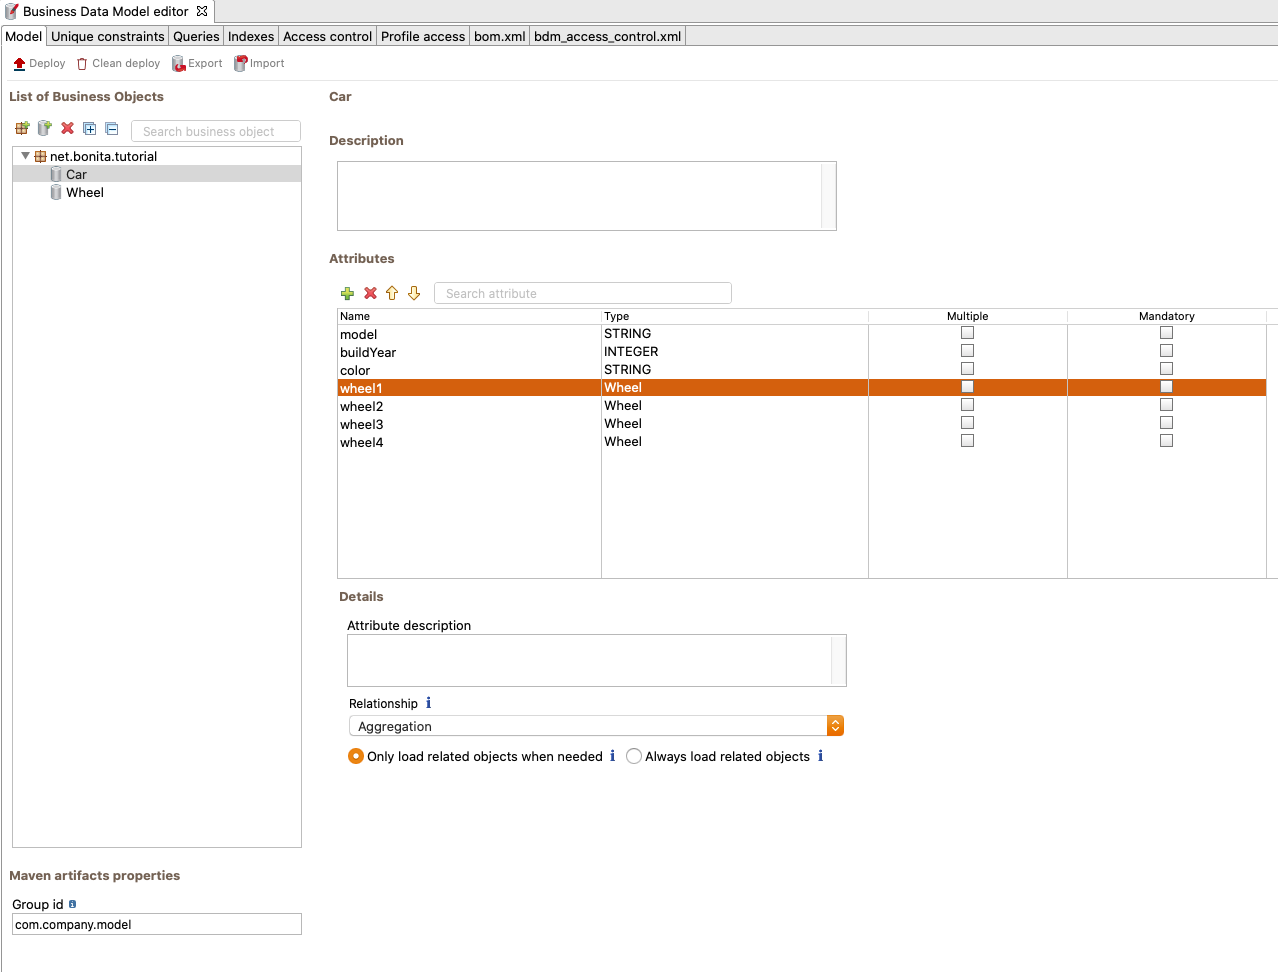 Business Data Model editor
Model Unique constraints Queries Indexes Access control Profile access bom.xml bdm_access_control.xml
Deploy Clean deploy Export Import
List of Business Objects
Search business object
net.bonita.tutorial
Car
Wheel
Maven artifacts properties
Group id
com.company.model
Car
Description
Attributes
Search attribute
Name Type Multiple Mandatory
model STRING
buildYear INTEGER
color STRING
wheel1 Wheel
wheel2 Wheel
wheel3 Wheel
wheel4 Wheel
Details
Attribute description
Relationship
Aggregation
Only load related objects when needed Always load related objects